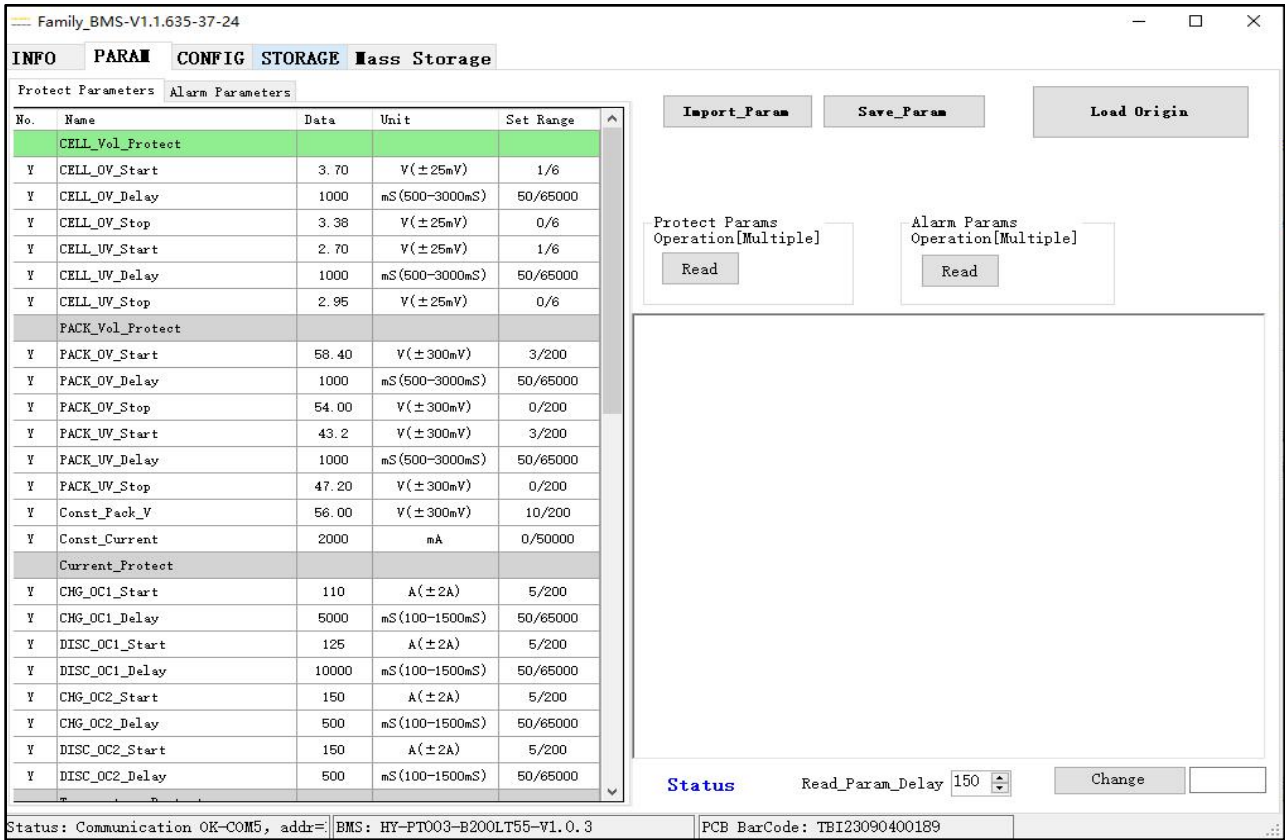 Family_BMS-V1.1.635-37-24
INFO PARAM CONFIG STORAGE Mass Storage
Protect Parameters Alarm Parameters
No. Name Data Unit Set Range
CELL_Vol_Protect
Y CELL_OV_Start 3.70 V(±25mV) 1/6
Y CELL_OV_Delay 1000 mS(500-3000mS) 50/65000
Y CELL_OV_Stop 3.38 V(±25mV) 0/6
Y CELL_UV_Start 2.70 V(±25mV) 1/6
Y CELL_UV_Delay 1000 mS(500-3000mS) 50/65000
Y CELL_UV_Stop 2.95 V(±25mV) 0/6
PACK_Vol_Protect
Y PACK_OV_Start 58.40 V(±300mV) 3/200
Y PACK_OV_Delay 1000 mS(500-3000mS) 50/65000
Y PACK_OV_Stop 54.00 V(±300mV) 0/200
Y PACK_UV_Start 43.2 V(±300mV) 3/200
Y PACK_UV_Delay 1000 mS(500-3000mS) 50/65000
Y PACK_UV_Stop 47.20 V(±300mV) 0/200
Y Const_Pack_V 56.00 V(±300mV) 10/200
Y Const_Current 2000 mA 0/50000
Current_Protect
Y CHG_OC1_Start 110 A(±2A) 5/200
Y CHG_OC1_Delay 5000 mS(100-1500mS) 50/65000
Y DISC_OC1_Start 125 A(±2A) 5/200
Y DISC_OC1_Delay 10000 mS(100-1500mS) 50/65000
Y CHG_OC2_Start 150 A(±2A) 5/200
Y CHG_OC2_Delay 500 mS(100-1500mS) 50/65000
Y DISC_OC2_Start 150 A(±2A) 5/200
Y DISC_OC2_Delay 500 mS(100-1500mS) 50/65000
Import_Param Save_Param Load Origin
Protect Params
Operation[Multiple]
Read
Alarm Params
Operation[Multiple]
Read
Status Read_Param_Delay 150 Change
Status: Communication OK-COM5, addr= BMS: HY-PT003-B200LT55-V1.0.3 PCB BarCode: TBI23090400189